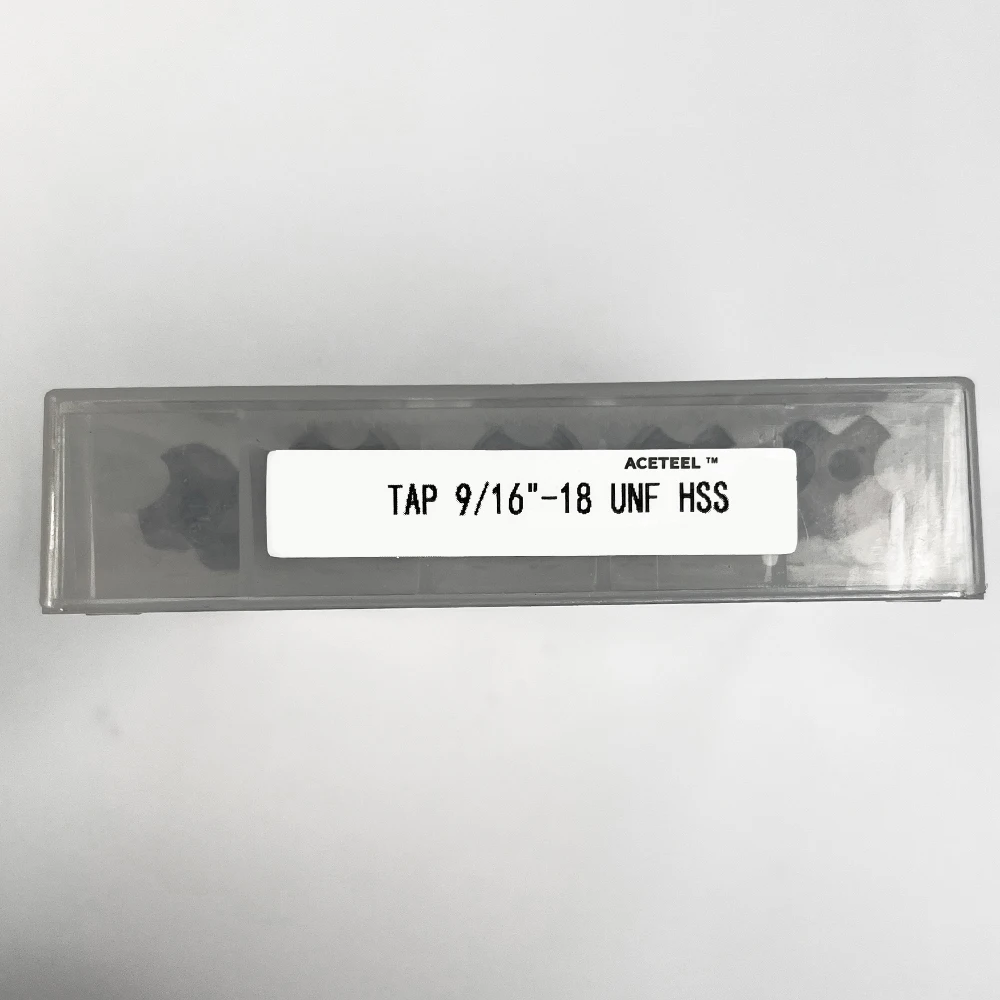 ACETEEL ™
TAP 9/16"-18 UNF HSS